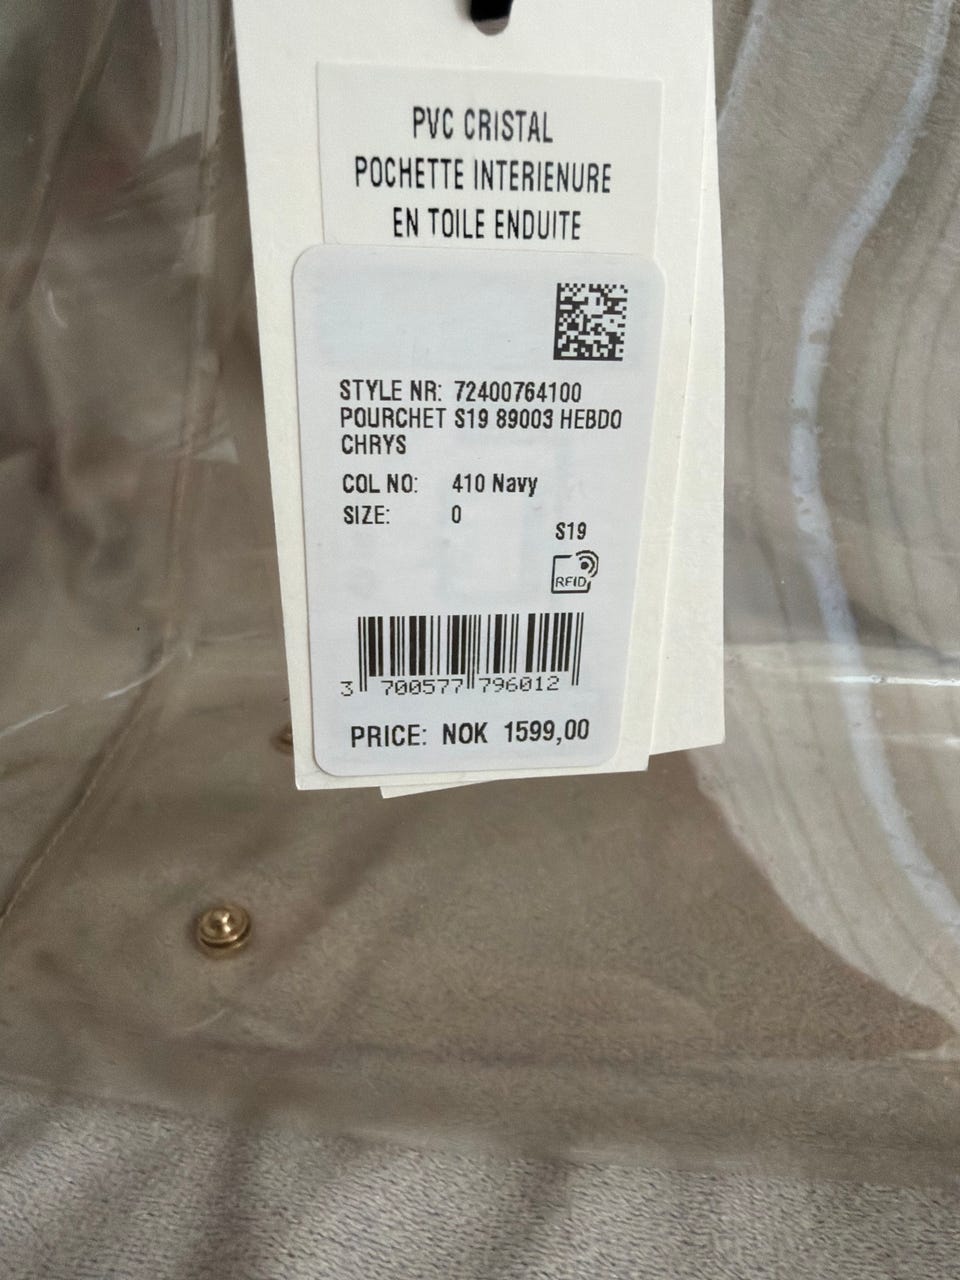 PVC CRISTAL
POCHETTE INTERIENURE
EN TOILE ENDUITE
STYLE NR: 72400764100
POURCHET S19 89003 HEBDO
CHRYS
COL NO: 410 Navy
SIZE: 0
S19
RFID
3 700577 796012
PRICE: NOK 1599,00